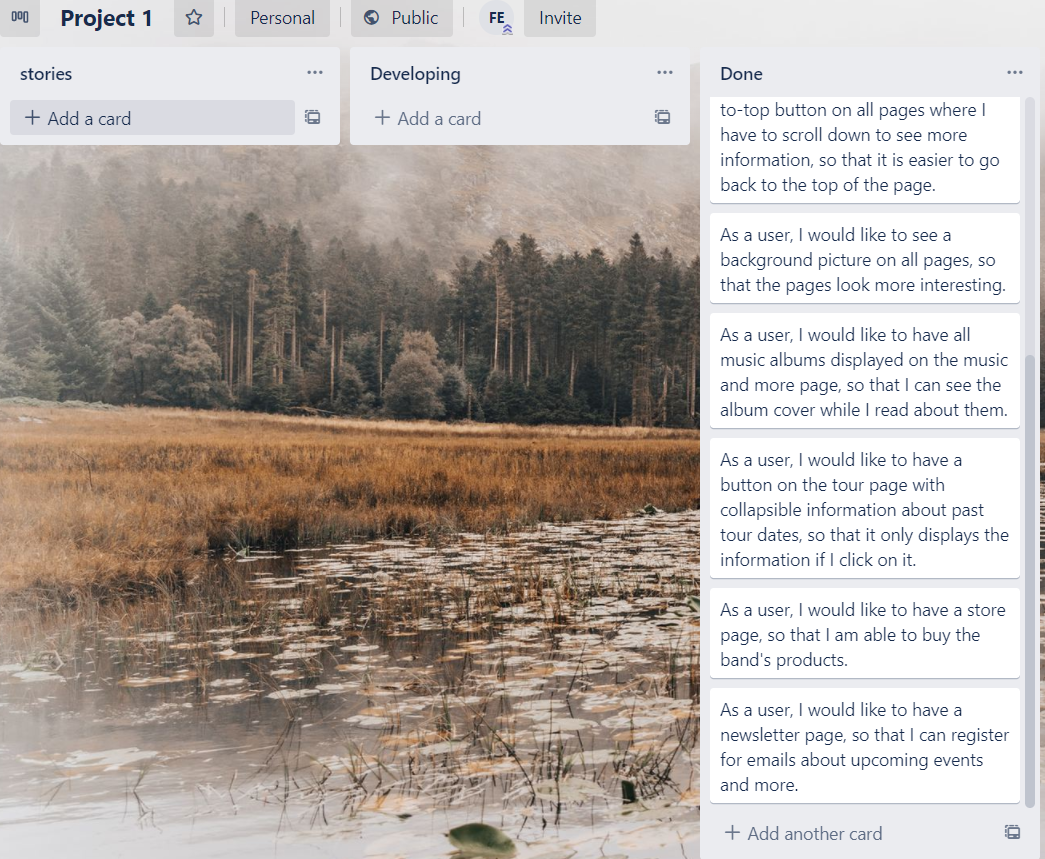 Project 1
Personal
Public
FE
Invite
stories
Add a card
Developing
Add a card
Done
to-top button on all pages where I
have to scroll down to see more
information, so that it is easier to go
back to the top of the page.
As a user, I would like to see a
background picture on all pages, so
that the pages look more interesting.
As a user, I would like to have all
music albums displayed on the music
and more page, so that I can see the
album cover while I read about them.
As a user, I would like to have a
button on the tour page with
collapsible information about past
tour dates, so that it only displays the
information if I click on it.
As a user, I would like to have a store
page, so that I am able to buy the
band's products.
As a user, I would like to have a
newsletter page, so that I can register
for emails about upcoming events
and more.
Add another card